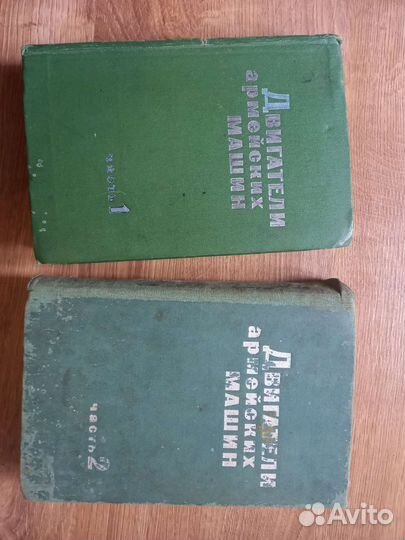 Двигатели
армейских
машин
часть 1
Двигатели
армейских
машин
часть 2
Avito